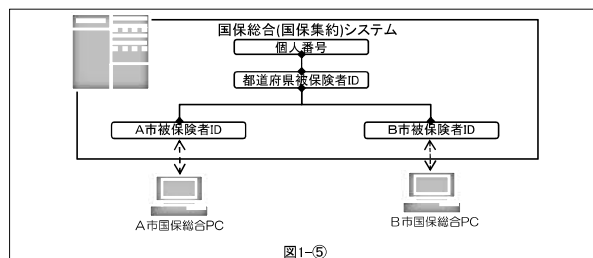 国保総合(国保集約)システム
個人番号
都道府県被保険者ID
A市被保険者ID
B市被保険者ID
A市国保総合PC
B市国保総合PC
図1-⑤